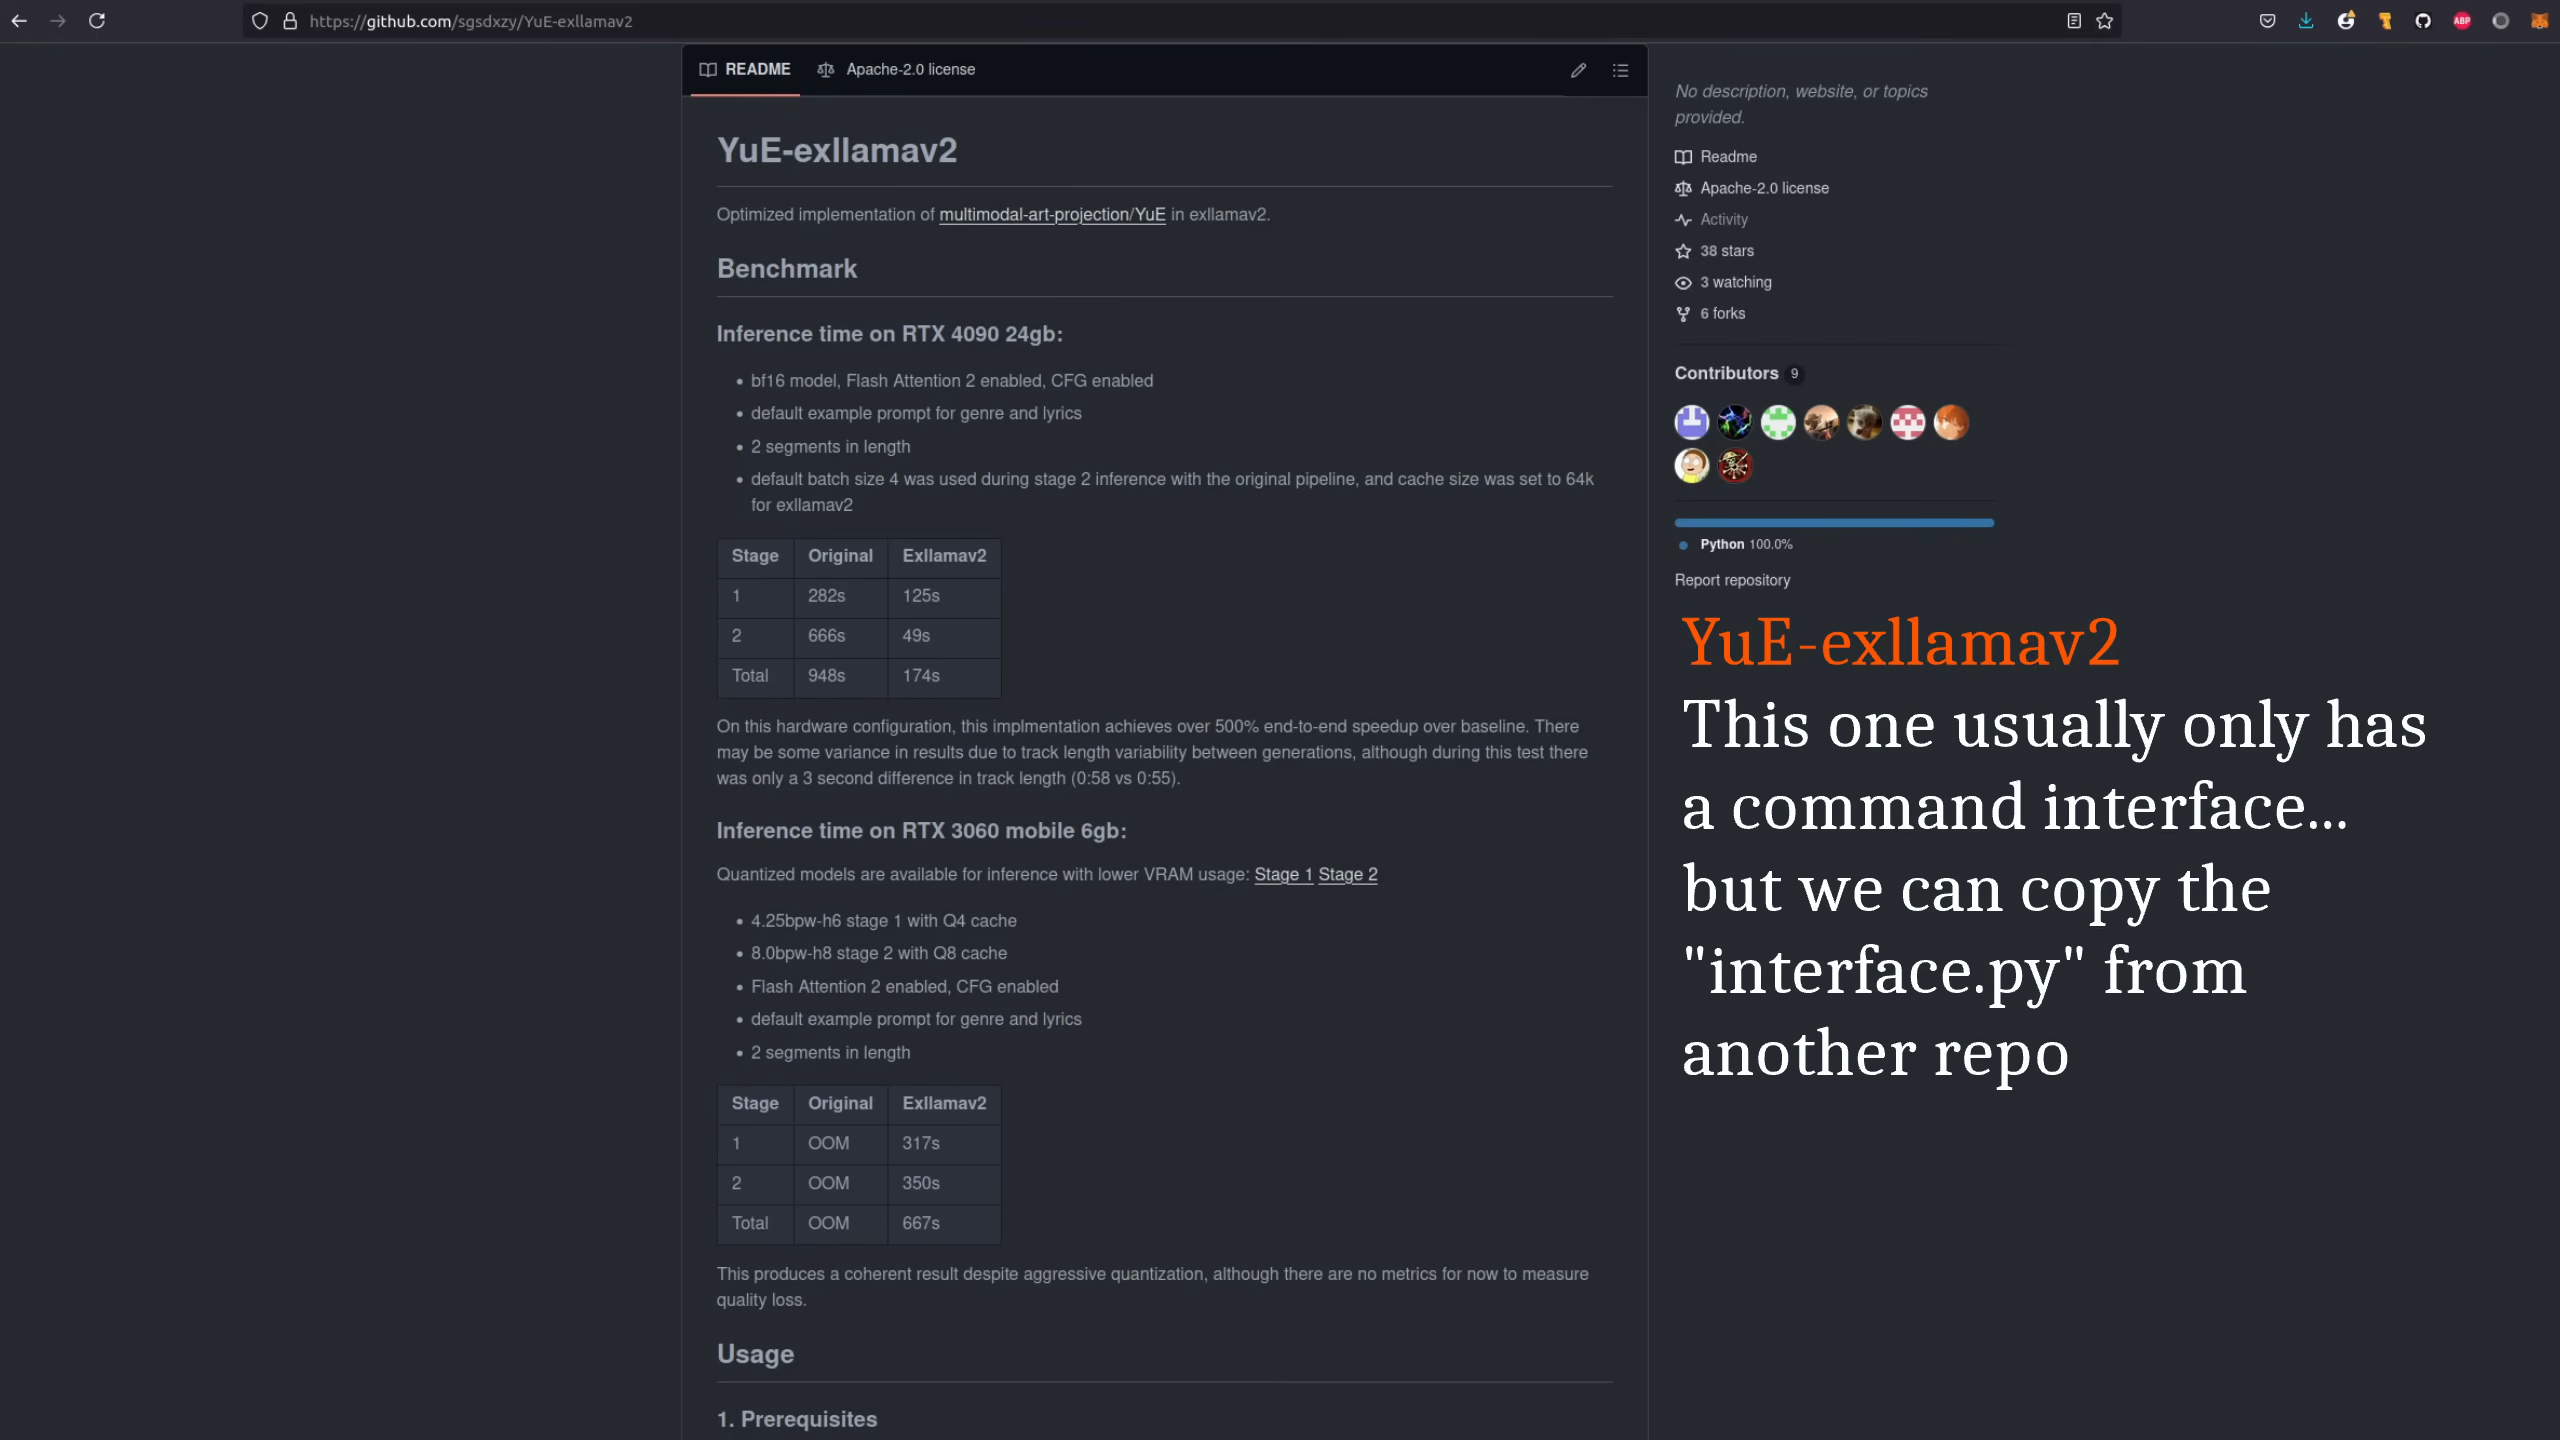 https://github.com/sgsdxzy/YuE-exllamav2
ABP
README
Apache-2.0 license
YuE-exllamav2
Optimized implementation of multimodal-art-projection/YuE in exllamav2.
Benchmark
Inference time on RTX 4090 24gb:
• bf16 model, Flash Attention 2 enabled, CFG enabled
• default example prompt for genre and lyrics
• 2 segments in length
• default batch size 4 was used during stage 2 inference with the original pipeline, and cache size was set to 64k
for exllamav2
Stage Original Exllamav2
1 282s 125s
2 666s 49s
Total 948s 174s
On this hardware configuration, this implmentation achieves over 500% end-to-end speedup over baseline. There
may be some variance in results due to track length variability between generations, although during this test there
was only a 3 second difference in track length (0:58 vs 0:55).
Inference time on RTX 3060 mobile 6gb:
Quantized models are available for inference with lower VRAM usage: Stage 1 Stage 2
• 4.25bpw-h6 stage 1 with Q4 cache
• 8.0bpw-h8 stage 2 with Q8 cache
• Flash Attention 2 enabled, CFG enabled
• default example prompt for genre and lyrics
• 2 segments in length
Stage Original Exllamav2
1 OOM 317s
2 OOM 350s
Total OOM 667s
This produces a coherent result despite aggressive quantization, although there are no metrics for now to measure
quality loss.
Usage
1. Prerequisites
No description, website, or topics
provided.
Readme
Apache-2.0 license
Activity
38 stars
3 watching
6 forks
Contributors 9
Python 100.0%
Report repository
YuE-exllamav2
This one usually only has
a command interface...
but we can copy the
"interface.py" from
another repo